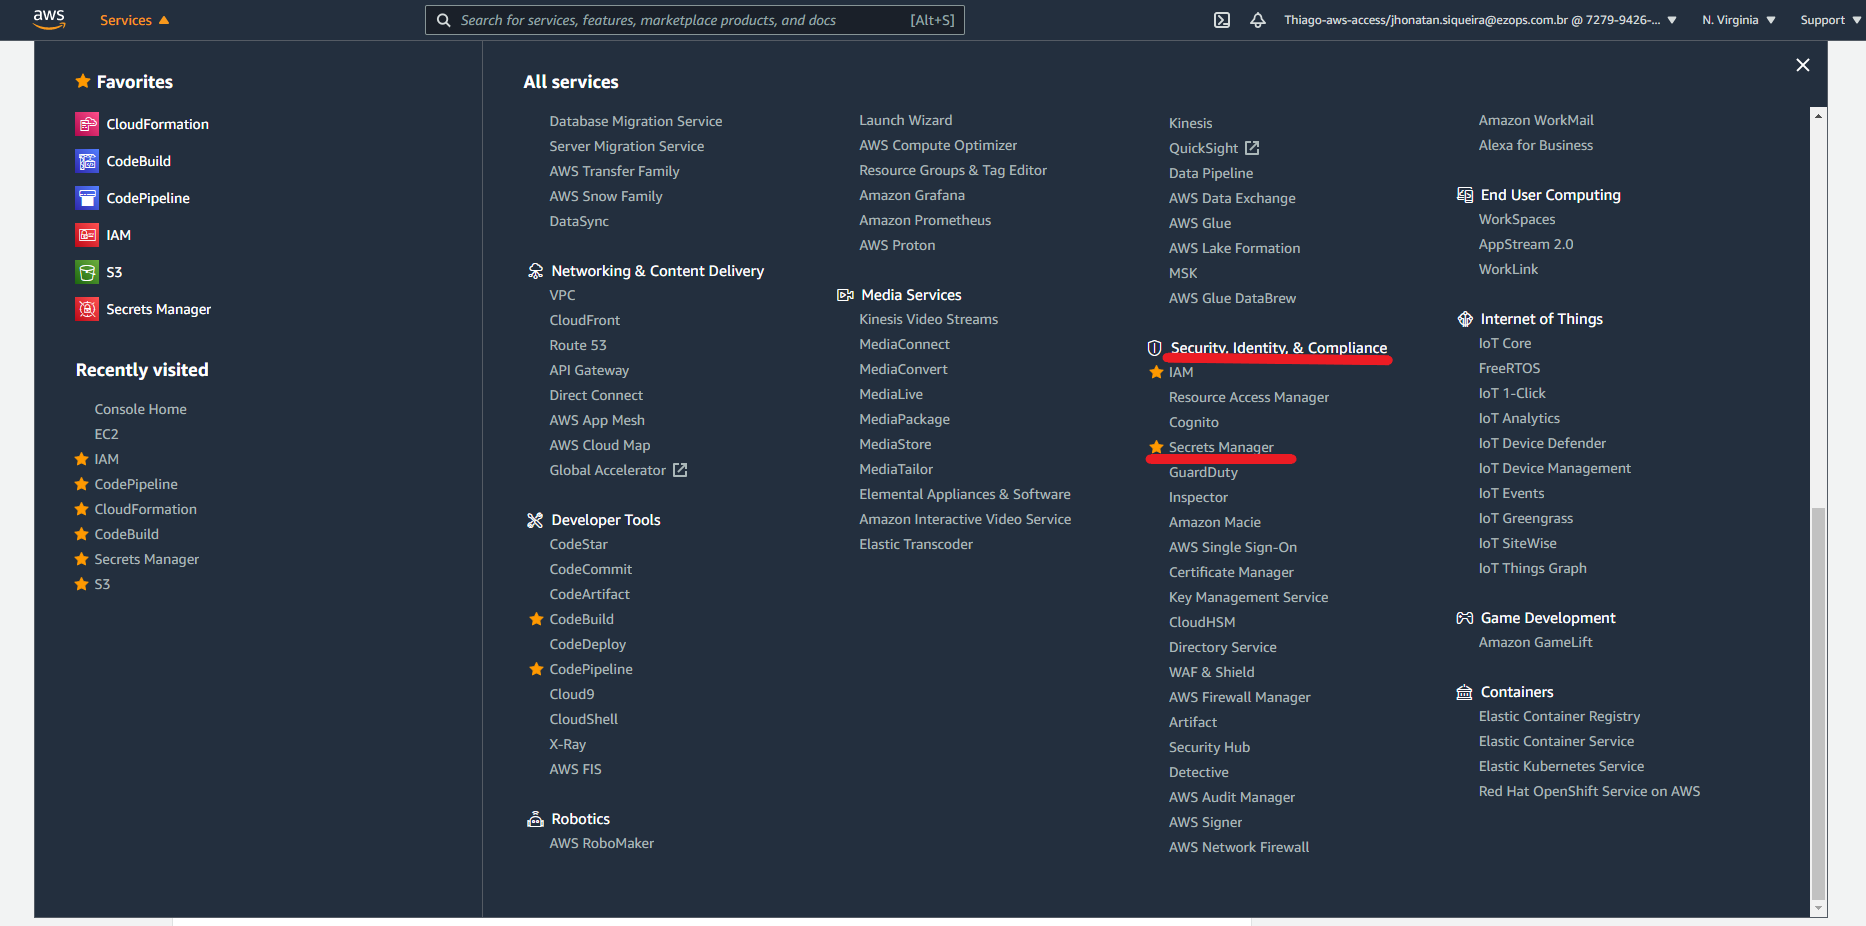 aws
Services
Search for services, features, marketplace products, and docs
[Alt+S]
Thiago-aws-access/jhonatan.siqueira@ezops.com.br @ 7279-9426-...
N. Virginia
Support
Favorites
CloudFormation
CodeBuild
CodePipeline
IAM
S3
Secrets Manager
Recently visited
Console Home
EC2
IAM
CodePipeline
CloudFormation
CodeBuild
Secrets Manager
S3
All services
Database Migration Service
Server Migration Service
AWS Transfer Family
AWS Snow Family
DataSync
Networking & Content Delivery
VPC
CloudFront
Route 53
API Gateway
Direct Connect
AWS App Mesh
AWS Cloud Map
Global Accelerator
Developer Tools
CodeStar
CodeCommit
CodeArtifact
CodeBuild
CodeDeploy
CodePipeline
Cloud9
CloudShell
X-Ray
AWS FIS
Robotics
AWS RoboMaker
Launch Wizard
AWS Compute Optimizer
Resource Groups & Tag Editor
Amazon Grafana
Amazon Prometheus
AWS Proton
Media Services
Kinesis Video Streams
MediaConnect
MediaConvert
MediaLive
MediaPackage
MediaStore
MediaTailor
Elemental Appliances & Software
Amazon Interactive Video Service
Elastic Transcoder
Kinesis
QuickSight
Data Pipeline
AWS Data Exchange
AWS Glue
AWS Lake Formation
MSK
AWS Glue DataBrew
Security, Identity, & Compliance
IAM
Resource Access Manager
Cognito
Secrets Manager
GuardDuty
Inspector
Amazon Macie
AWS Single Sign-On
Certificate Manager
Key Management Service
CloudHSM
Directory Service
WAF & Shield
AWS Firewall Manager
Artifact
Security Hub
Detective
AWS Audit Manager
AWS Signer
AWS Network Firewall
Amazon WorkMail
Alexa for Business
End User Computing
WorkSpaces
AppStream 2.0
WorkLink
Internet of Things
IoT Core
FreeRTOS
IoT 1-Click
IoT Analytics
IoT Device Defender
IoT Device Management
IoT Events
IoT Greengrass
IoT SiteWise
IoT Things Graph
Game Development
Amazon GameLift
Containers
Elastic Container Registry
Elastic Container Service
Elastic Kubernetes Service
Red Hat OpenShift Service on AWS